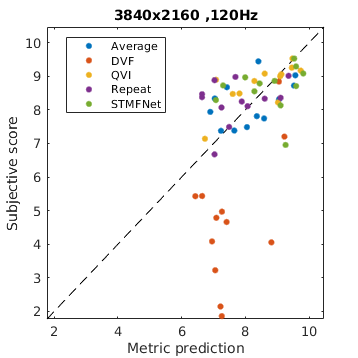 3840x2160 ,120Hz
Average
DVF
QVI
Repeat
STMFNet
10
9
8
7
6
5
4
3
2
Subjective score
2
4
6
8
10
Metric prediction